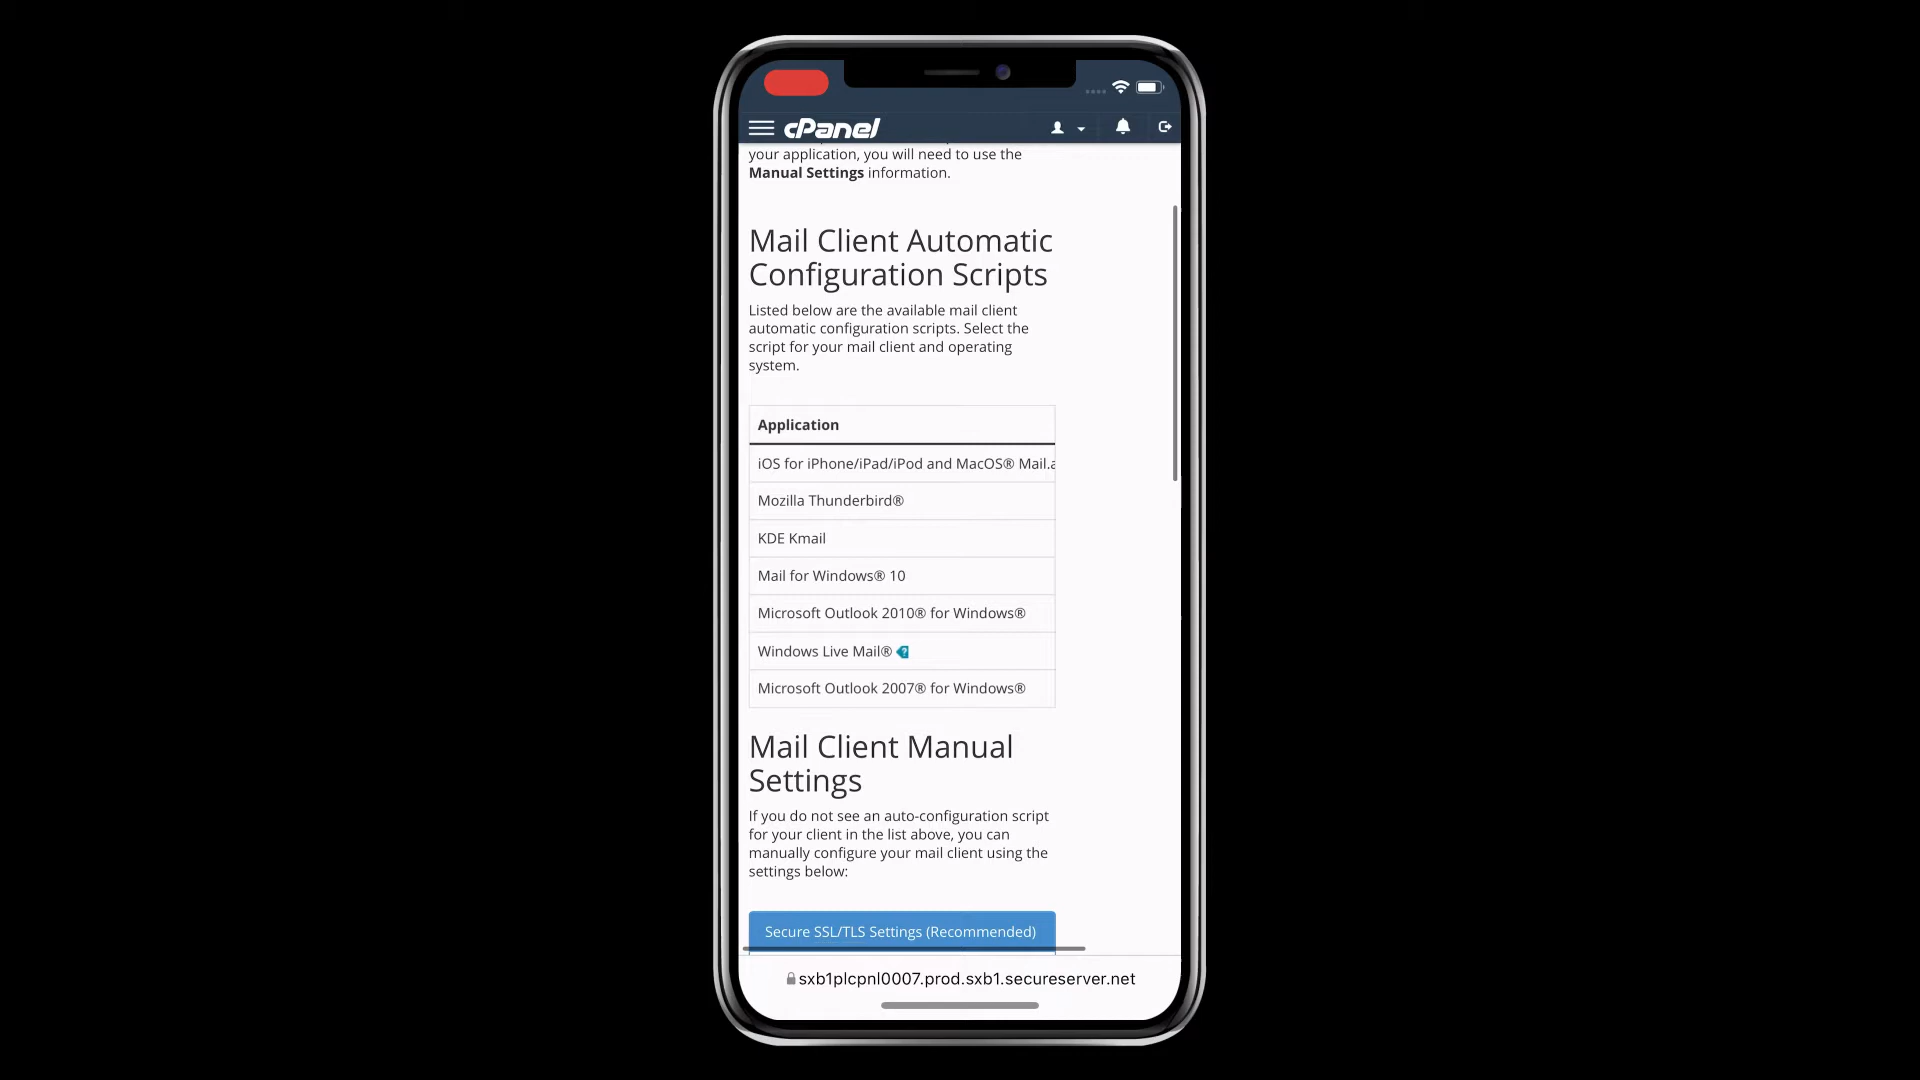 cPanel
your application, you will need to use the
Manual Settings information.
Mail Client Automatic
Configuration Scripts
Listed below are the available mail client
automatic configuration scripts. Select the
script for your mail client and operating
system.
Application
iOS for iPhone/iPad/iPod and MacOS® Mail.a
Mozilla Thunderbird®
KDE Kmail
Mail for Windows® 10
Microsoft Outlook 2010® for Windows®
Windows Live Mail® ?
Microsoft Outlook 2007® for Windows®
Mail Client Manual
Settings
If you do not see an auto-configuration script
for your client in the list above, you can
manually configure your mail client using the
settings below:
Secure SSL/TLS Settings (Recommended)
sxb1plcpnl0007.prod.sxb1.secureserver.net